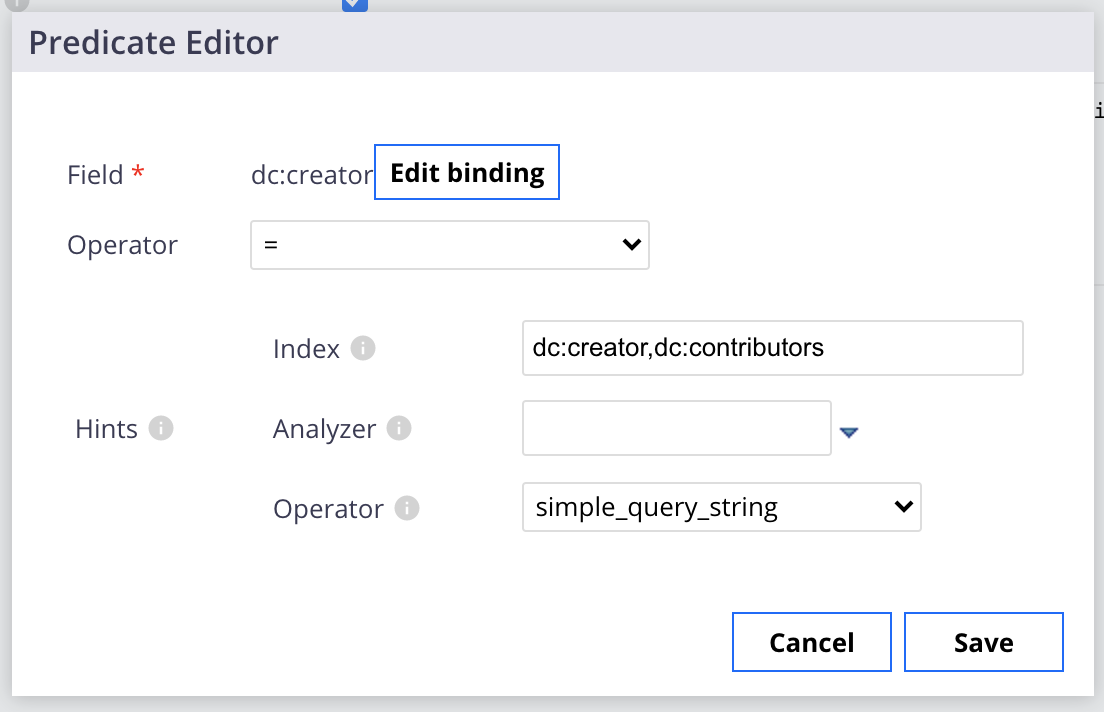 Predicate Editor
Field *
dc:creator
Edit binding
Operator
=
Hints
Index
dc:creator,dc:contributors
Analyzer
Operator
simple_query_string
Cancel
Save